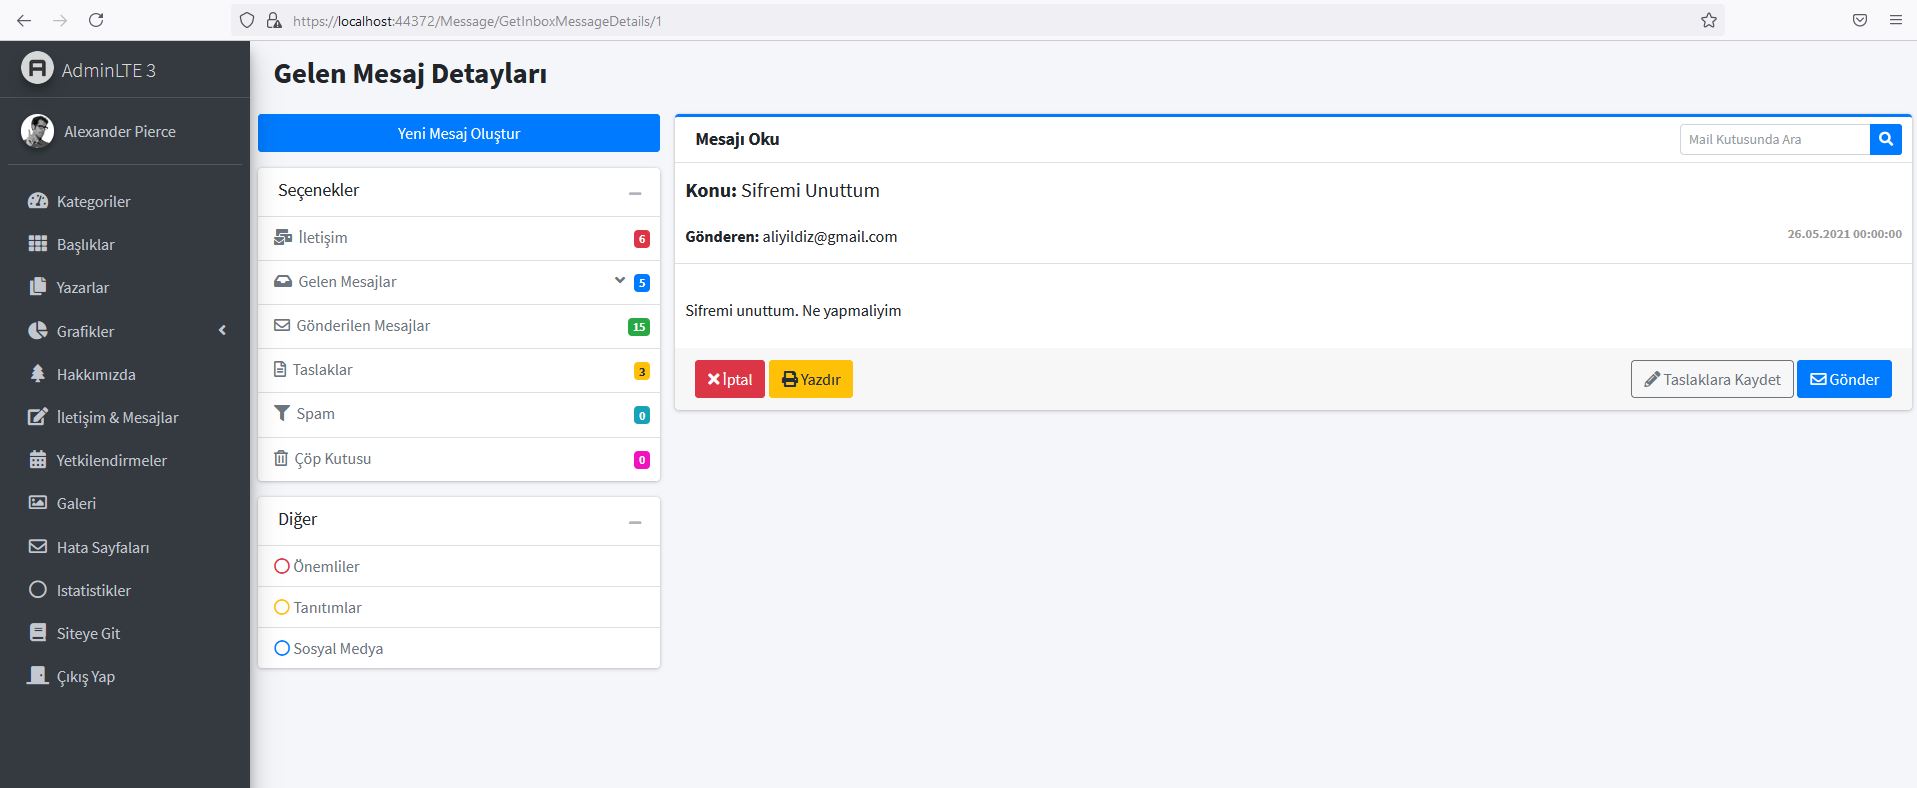 https://localhost:44372/Message/GetInboxMessageDetails/1
AdminLTE 3
Alexander Pierce
Kategoriler
Başlıklar
Yazarlar
Grafikler
Hakkımızda
İletişim & Mesajlar
Yetkilendirmeler
Galeri
Hata Sayfaları
Istatistikler
Siteye Git
Çıkış Yap
Gelen Mesaj Detayları
Yeni Mesaj Oluştur
Seçenekler
İletişim 6
Gelen Mesajlar 5
Gönderilen Mesajlar 15
Taslaklar 3
Spam 0
Çöp Kutusu 0
Diğer
Önemliler
Tanıtımlar
Sosyal Medya
Mesajı Oku
Mail Kutusunda Ara
Konu: Sifremi Unuttum
Gönderen: aliyildiz@gmail.com
26.05.2021 00:00:00
Sifremi unuttum. Ne yapmaliyim
İptal
Yazdır
Taslaklara Kaydet
Gönder